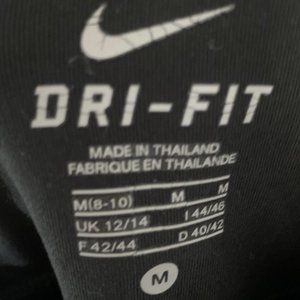 DRI-FIT
MADE IN THAILAND
FABRIQUE EN THAILANDE
M(8-10) M M
UK 12/14 I 44/46
F 42/44 D 40/42
M